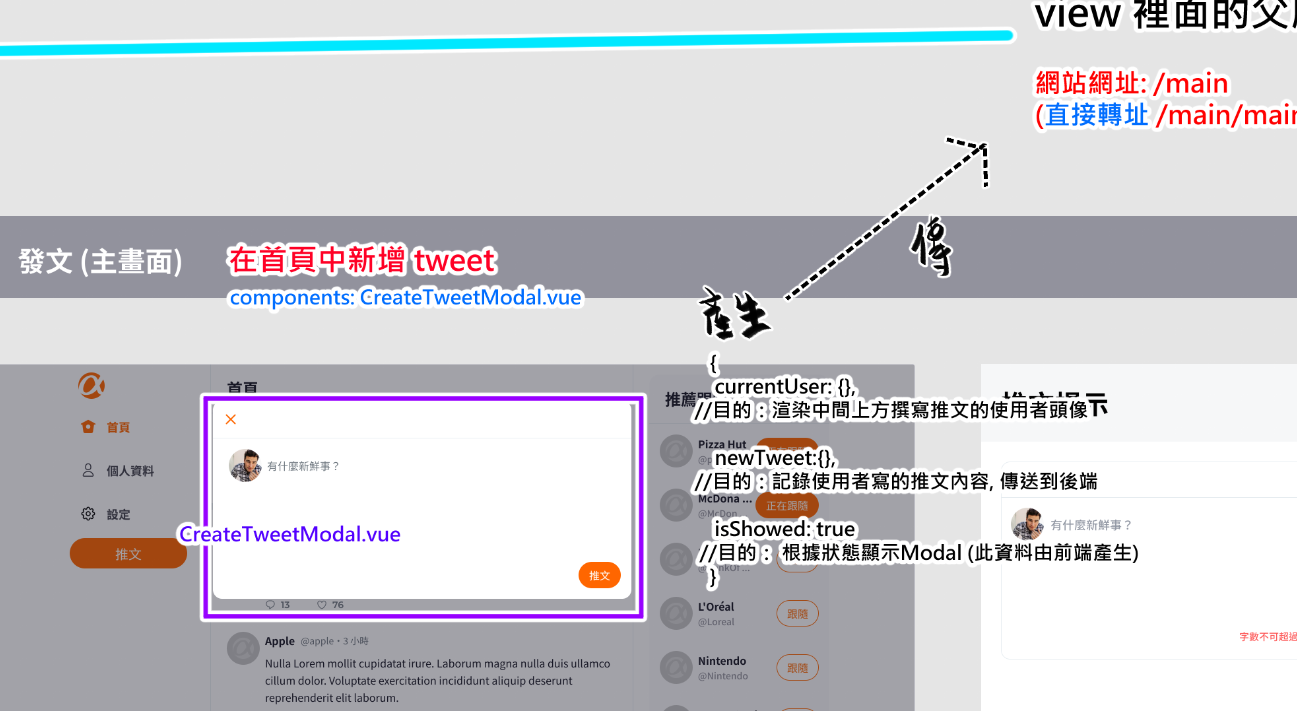 view 裡面的父
網站網址: /main
(直接轉址 /main/main
傳
發文 (主畫面)
在首頁中新增 tweet
components: CreateTweetModal.vue
產生
{
currentUser: {},
//目的：渲染中間上方撰寫推文的使用者頭像
newTweet:{},
//目的：記錄使用者寫的推文內容, 傳送到後端
isShowed: true
//目的： 根據狀態顯示Modal (此資料由前端產生)
}
首頁
個人資料
設定
推文
首頁
有什麼新鮮事？
CreateTweetModal.vue
推文
13
76
Apple @apple・3 小時
Nulla Lorem mollit cupidatat irure. Laborum magna nulla duis ullamco
cillum dolor. Voluptate exercitation incididunt aliquip deserunt
reprehenderit elit laborum.
推薦
Pizza Hut
McDona ...
@McDon
正在跟隨
L'Oréal
@Loreal
跟隨
Nintendo
@Nintendo
跟隨
示
有什麼新鮮事？
字數不可超過